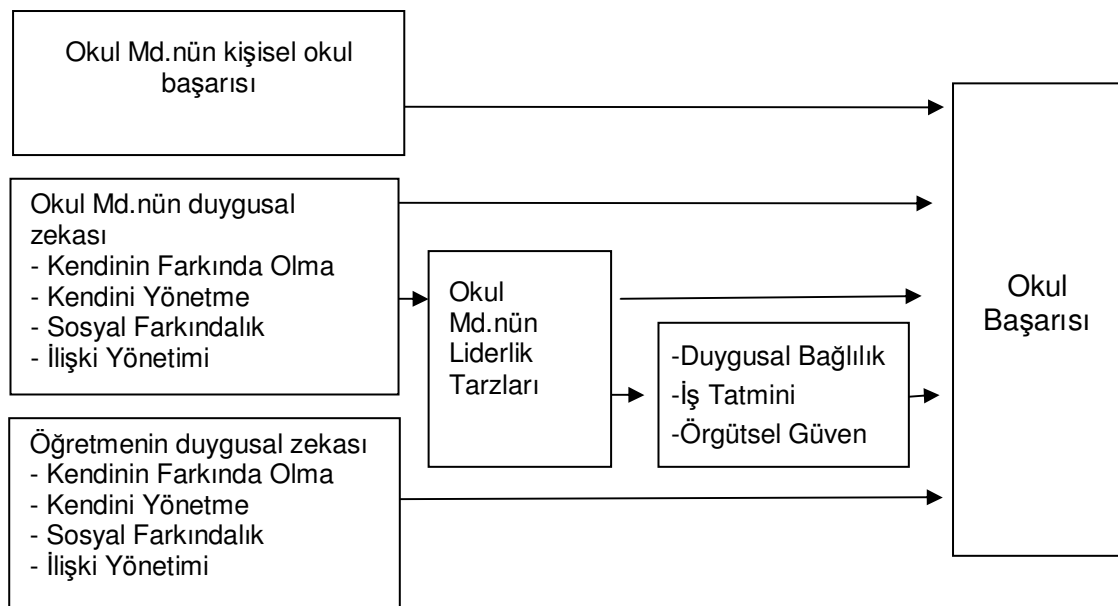 Okul Md.nün kişisel okul
başarısı
Okul Md.nün duygusal
zekası
- Kendinin Farkında Olma
- Kendini Yönetme
- Sosyal Farkındalık
- İlişki Yönetimi
Öğretmenin duygusal zekası
- Kendinin Farkında Olma
- Kendini Yönetme
- Sosyal Farkındalık
- İlişki Yönetimi
Okul
Md.nün
Liderlik
Tarzları
-Duygusal Bağlılık
-İş Tatmini
-Örgütsel Güven
Okul
Başarısı